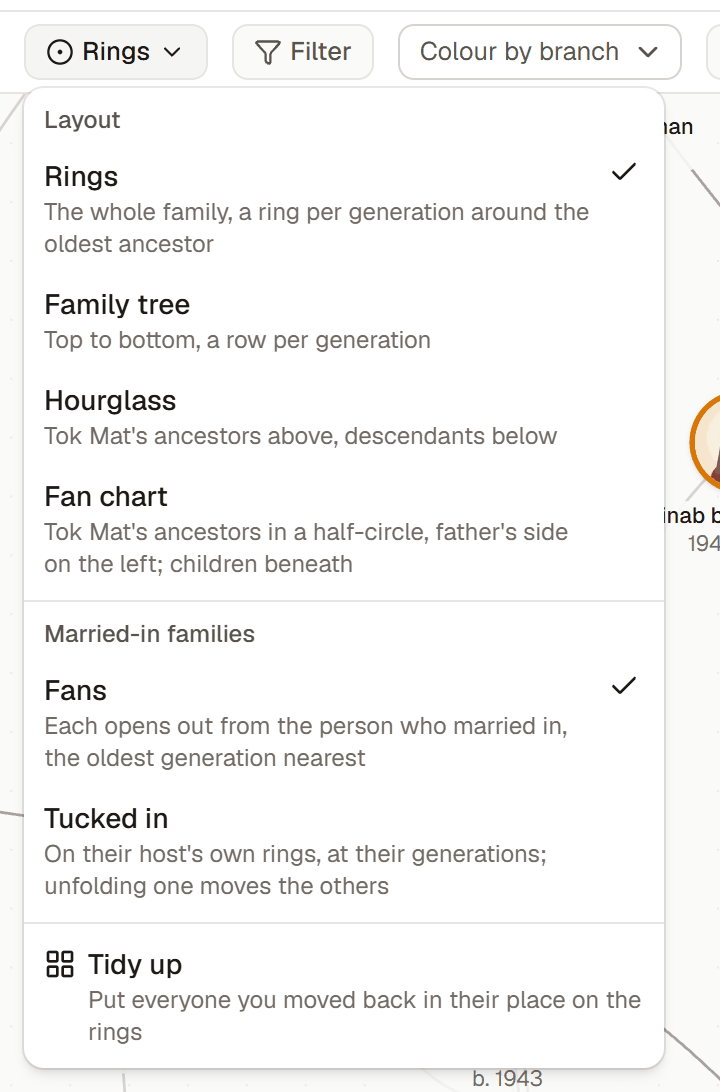 Rings
Filter
Colour by branch
Layout
Rings
The whole family, a ring per generation around the
oldest ancestor
Family tree
Top to bottom, a row per generation
Hourglass
Tok Mat's ancestors above, descendants below
Fan chart
Tok Mat's ancestors in a half-circle, father's side
on the left; children beneath
Married-in families
Fans
Each opens out from the person who married in,
the oldest generation nearest
Tucked in
On their host's own rings, at their generations;
unfolding one moves the others
Tidy up
Put everyone you moved back in their place on the
rings
b. 1943